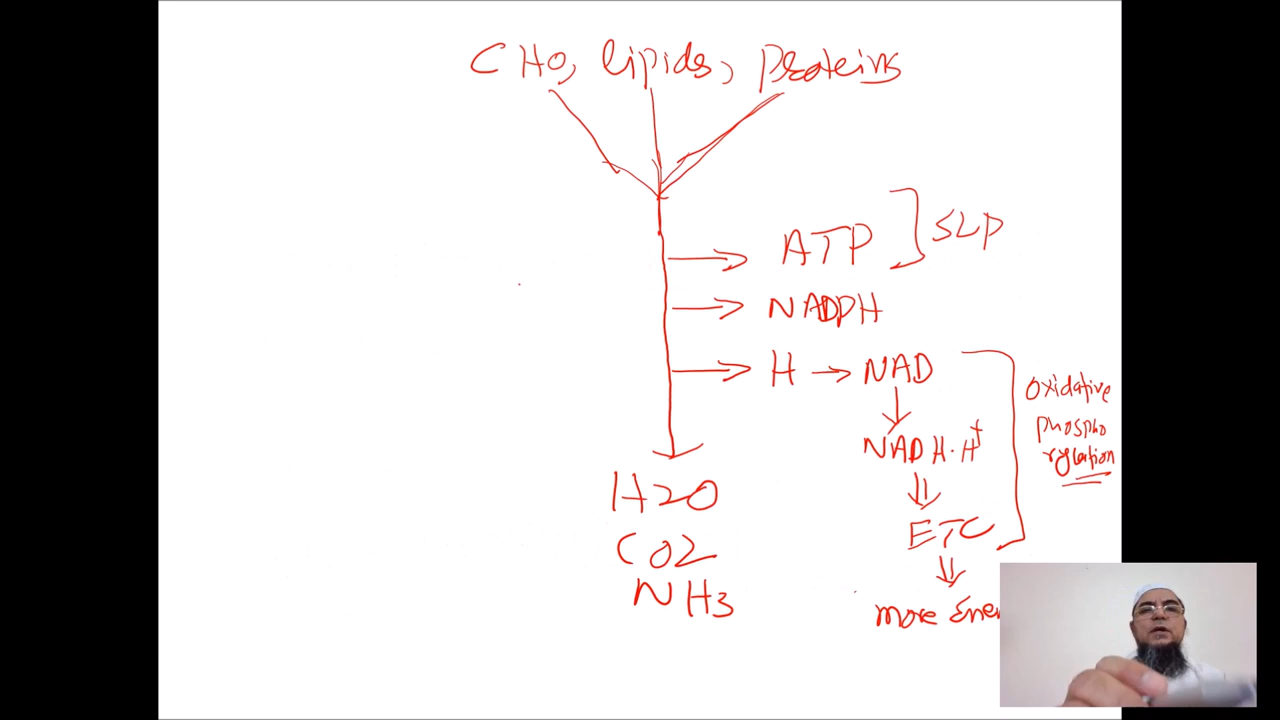 CHO, lipids, proteins
ATP ] SLP
NADPH
H → NAD
NADH.H+
Oxidative
phospho
rylation
ETC
more Ener
H2O
CO2
NH3